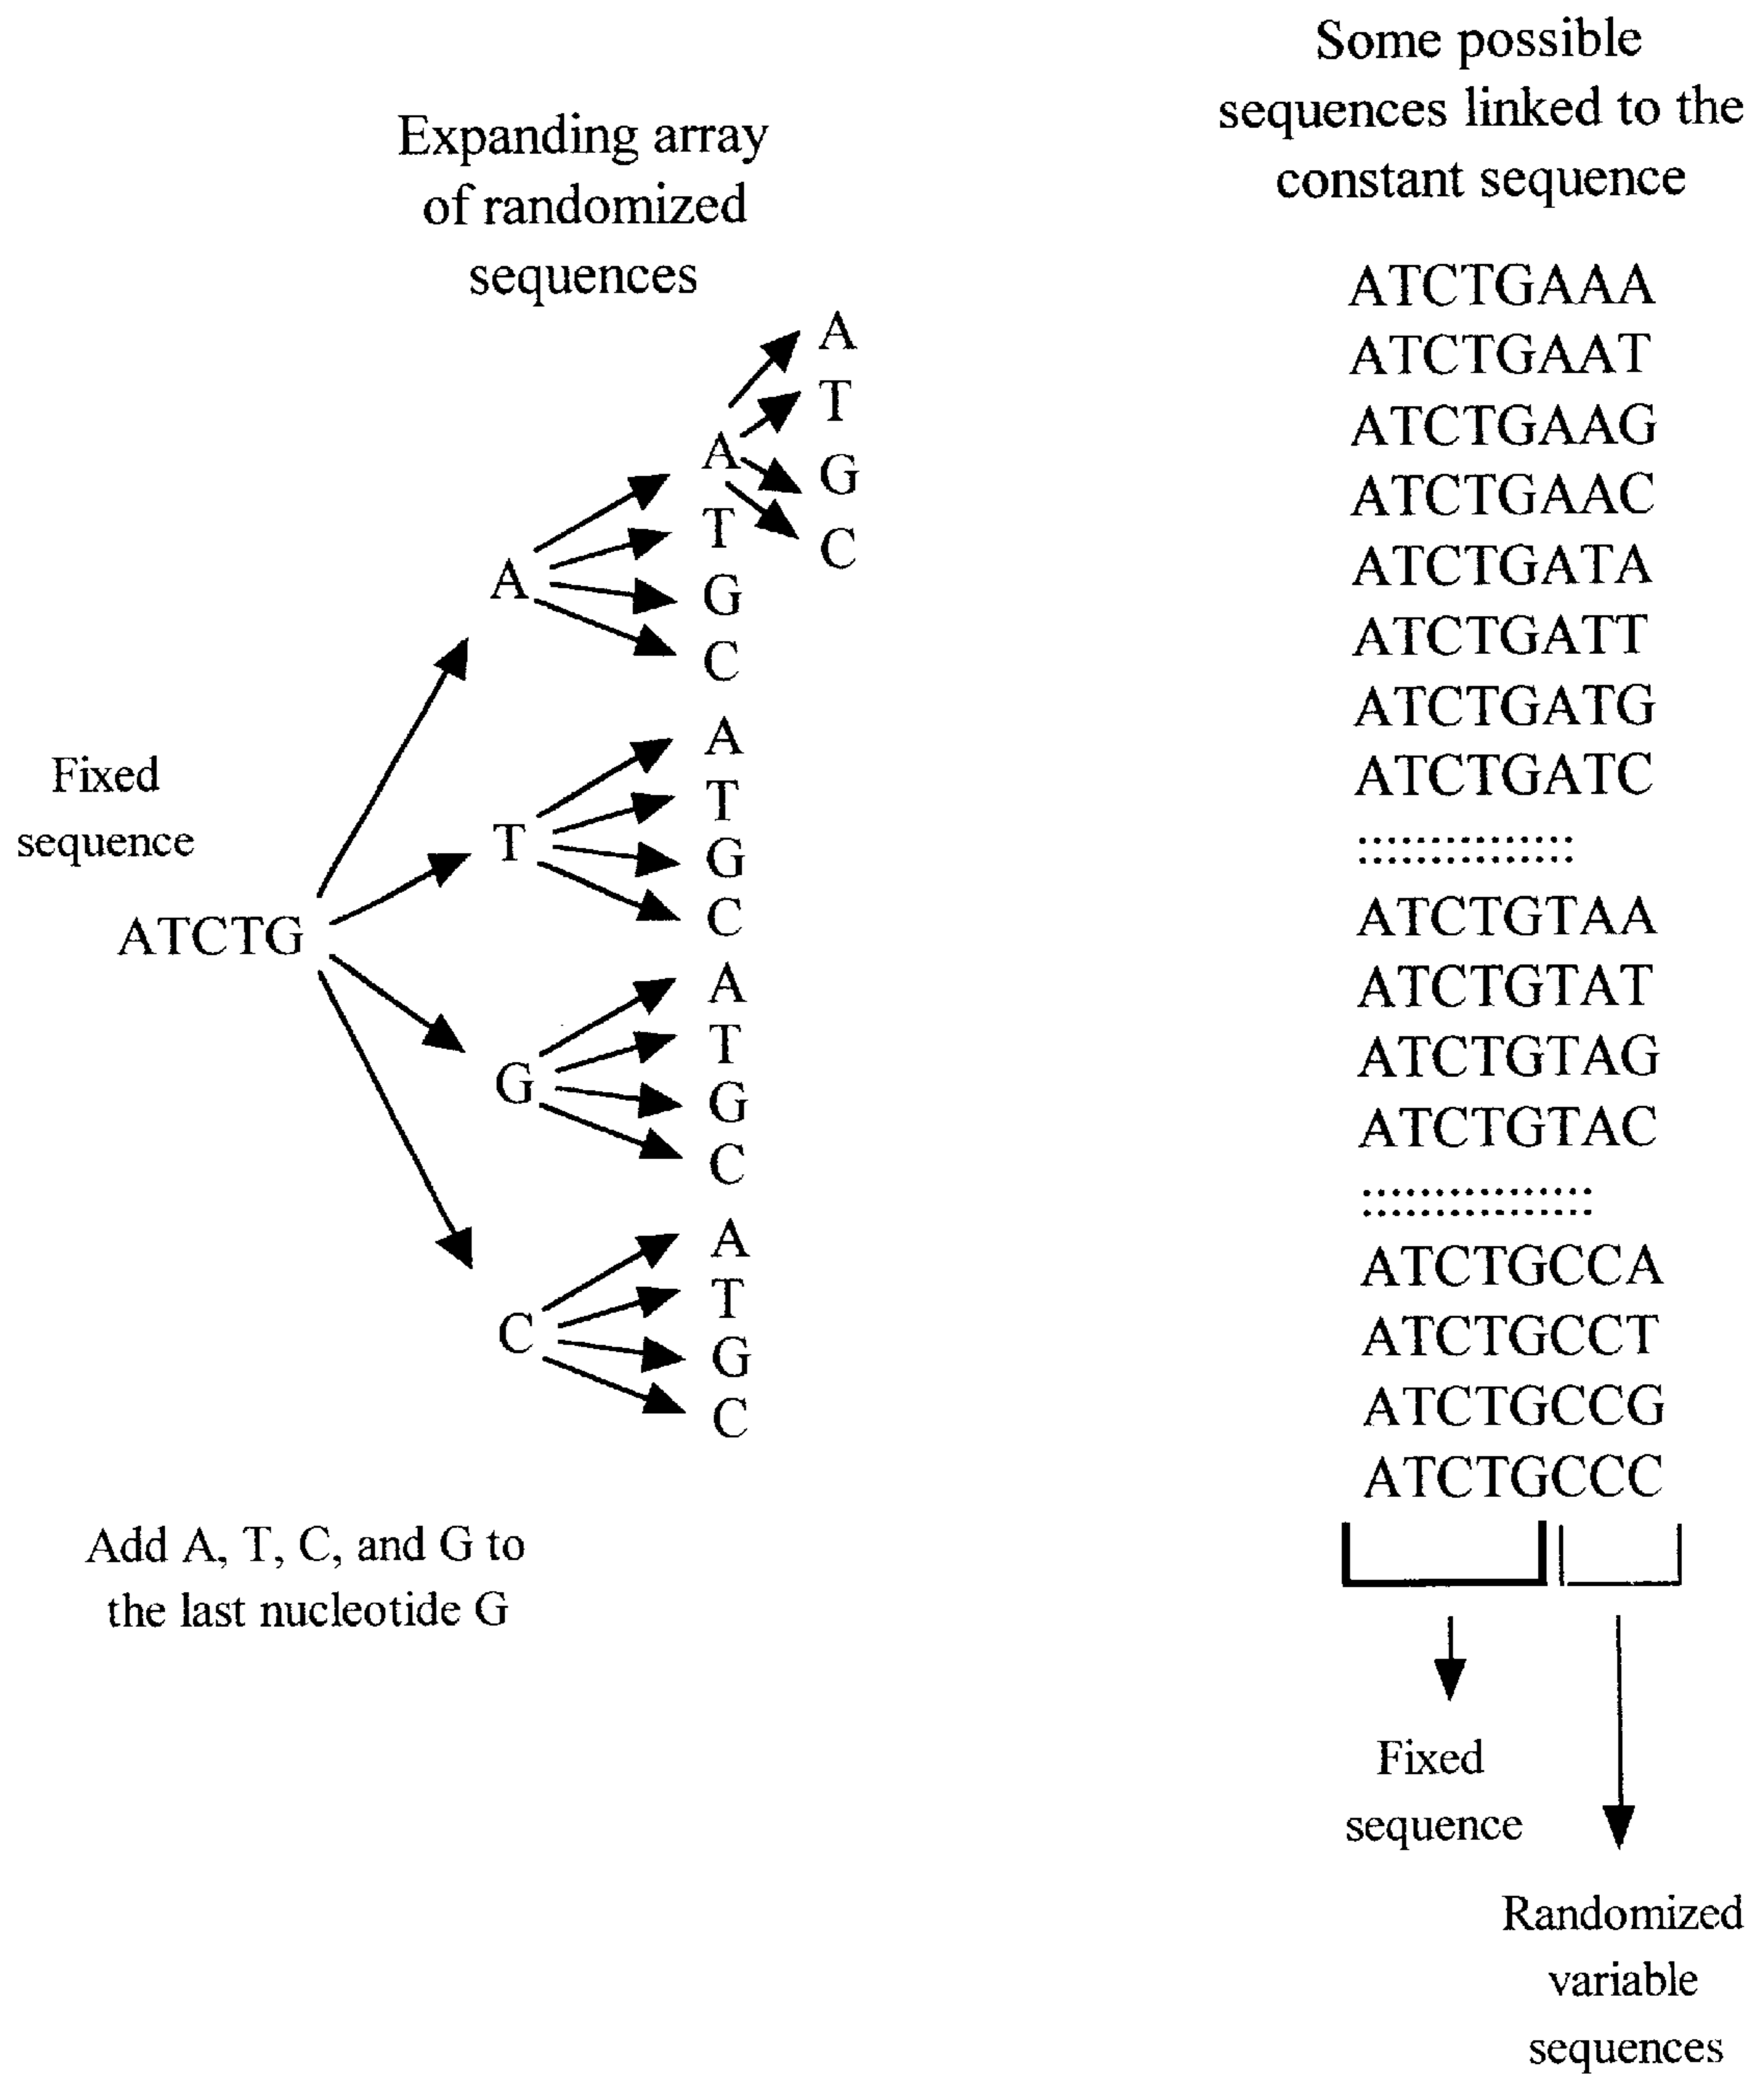 Expanding array
of randomized
sequences
A
T
G
C
A
T
G
C
A
A
T
G
C
T
A
T
G
C
G
A
T
G
C
C
Fixed
sequence
ATCTG
Add A, T, C, and G to
the last nucleotide G
Some possible
sequences linked to the
constant sequence
ATCTGAAA
ATCTGAAT
ATCTGAAG
ATCTGAAC
ATCTGATA
ATCTGATT
ATCTGATG
ATCTGATC
ATCTGTAA
ATCTGTAT
ATCTGTAG
ATCTGTAC
ATCTGCCA
ATCTGCCT
ATCTGCCG
ATCTGCCC
Fixed
sequence
Randomized
variable
sequences